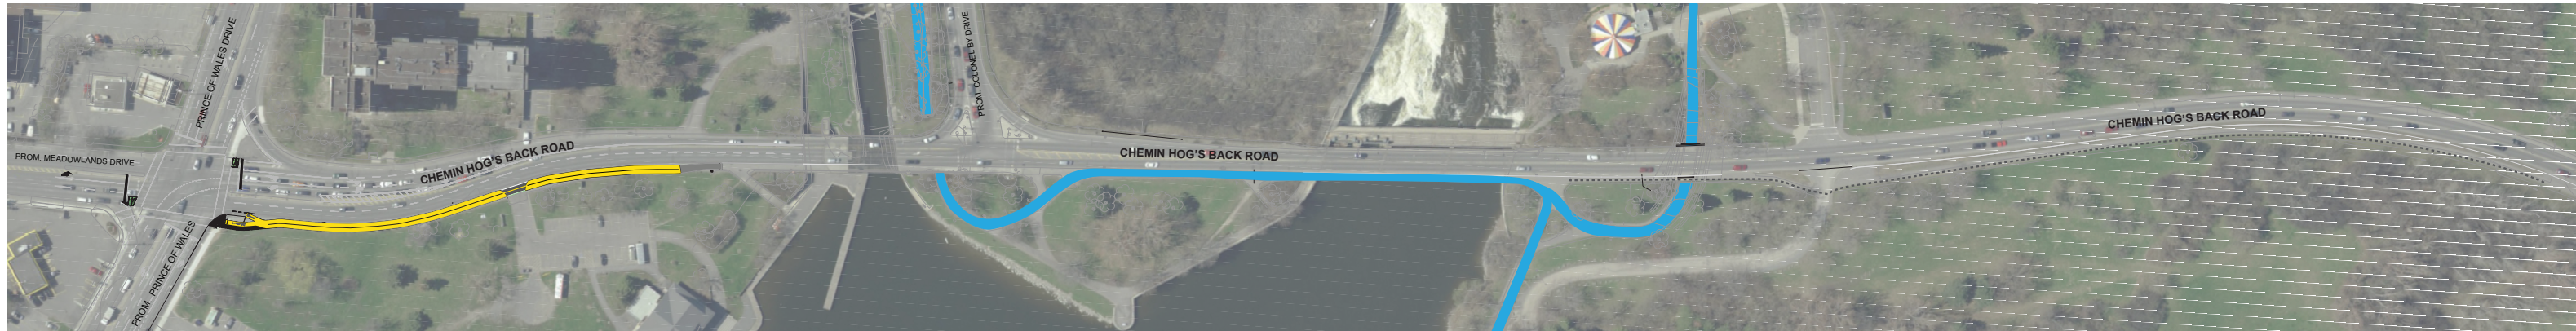 PRINCE OF WALES DRIVE
PROM. MEADOWLANDS DRIVE
PROM. PRINCE OF WALES
CHEMIN HOG'S BACK ROAD
PROM. COLONEL BY DRIVE
CHEMIN HOG'S BACK ROAD
CHEMIN HOG'S BACK ROAD